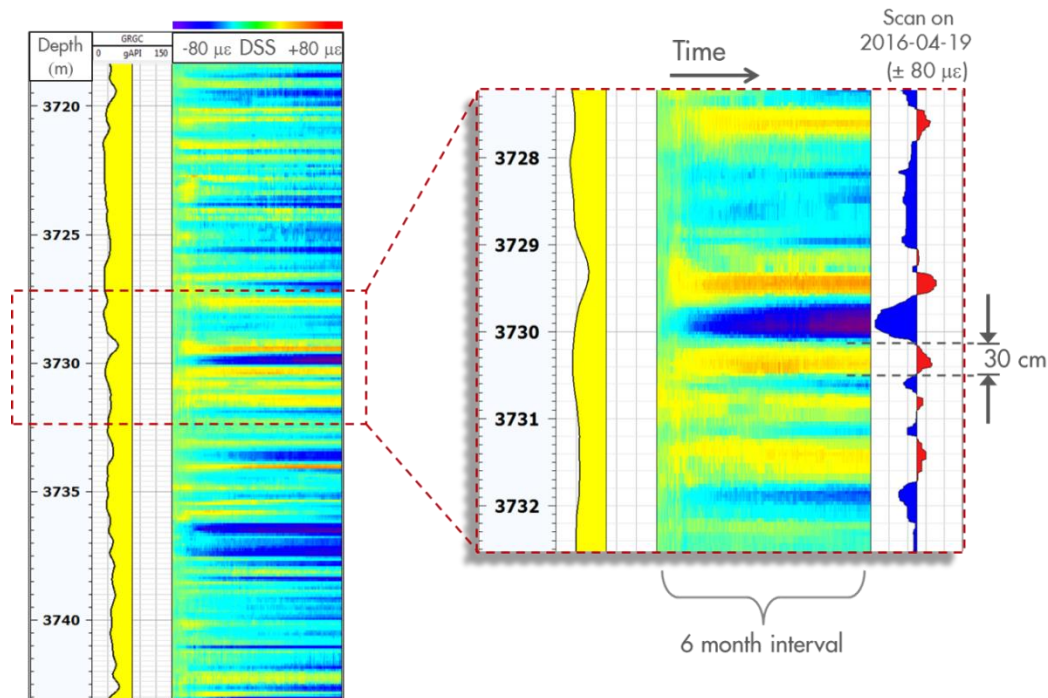 Depth
(m)
GRGC
0 gAPI 150
-80 με DSS +80 με
3720
3725
3730
3735
3740
Time
Scan on
2016-04-19
(± 80 με)
3728
3729
3730
3731
3732
30 cm
6 month interval